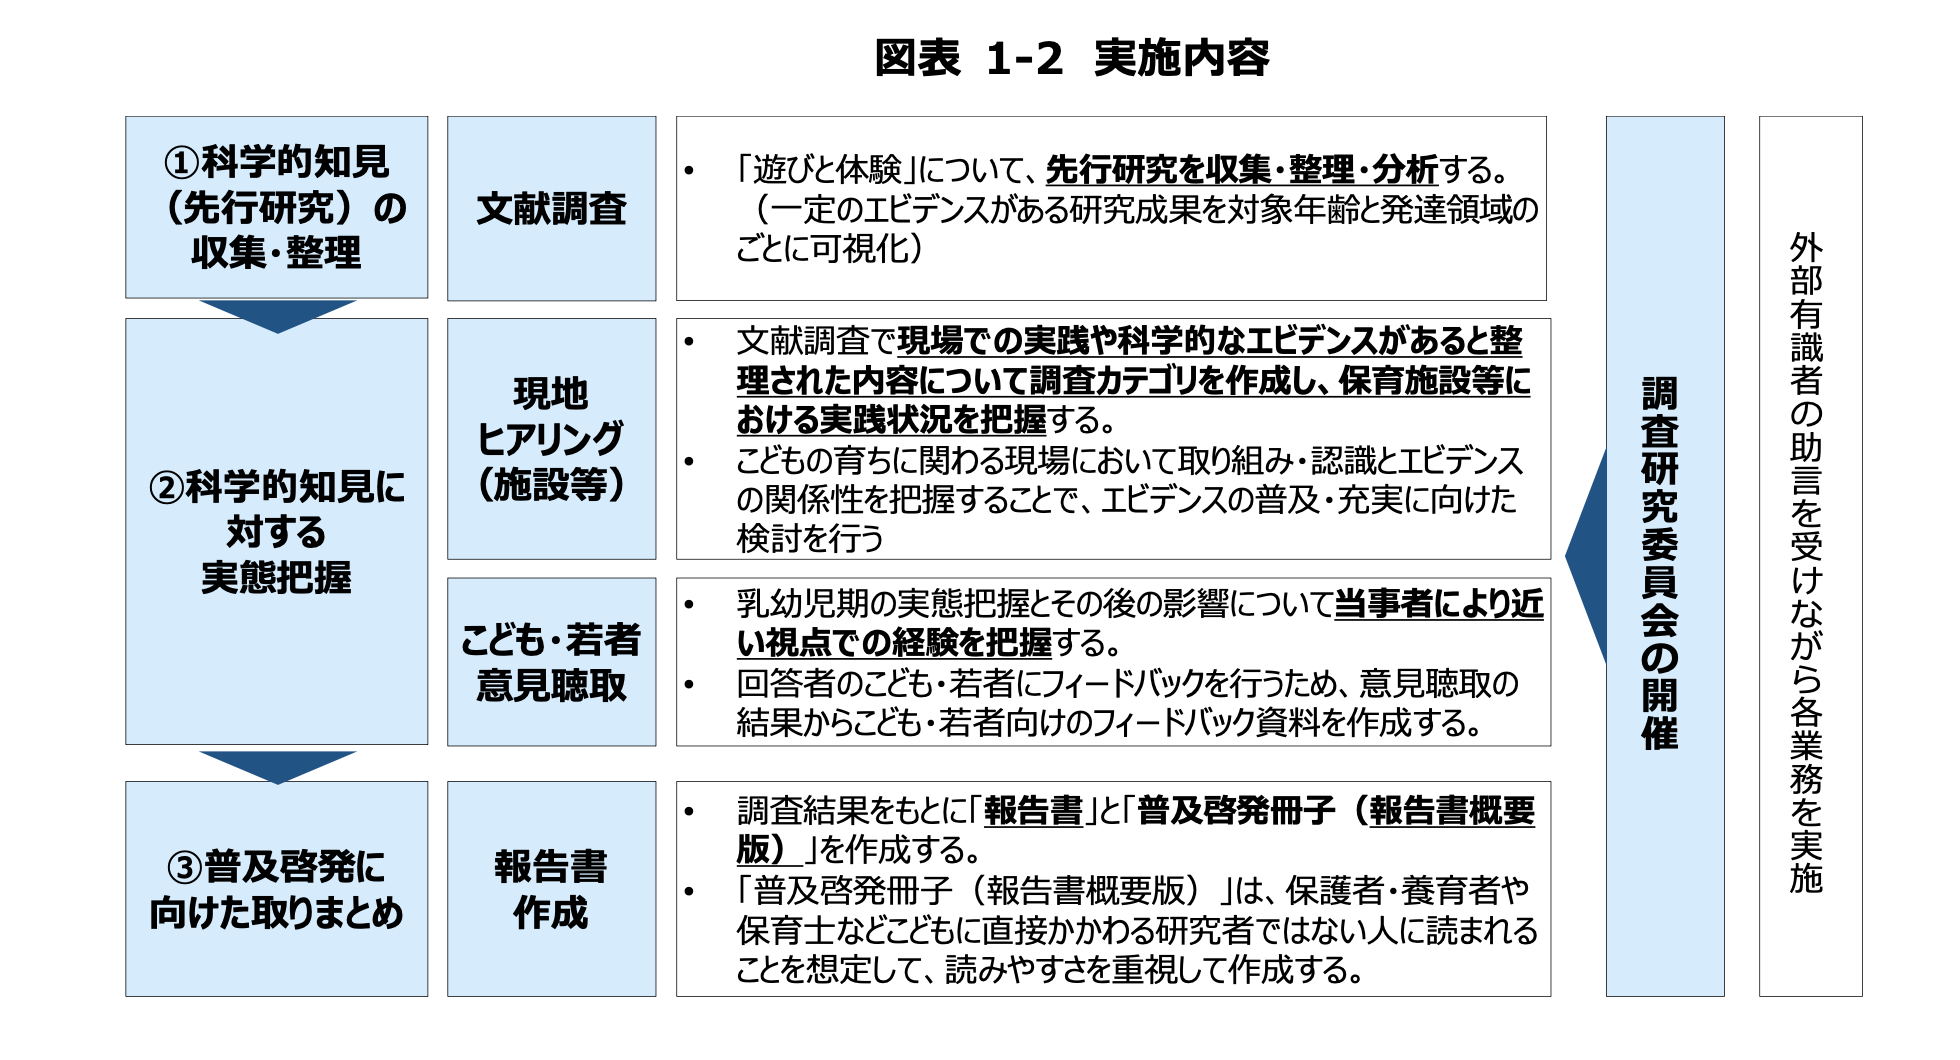 図表 1-2 実施内容
①科学的知見
（先行研究）の
収集・整理
文献調査
• 「遊びと体験」について、先行研究を収集・整理・分析する。
（一定のエビデンスがある研究成果を対象年齢と発達領域の
ごとに可視化）
②科学的知見に
対する
実態把握
現地
ヒアリング
（施設等）
• 文献調査で現場での実践や科学的なエビデンスがあると整
理された内容について調査カテゴリを作成し、保育施設等に
おける実践状況を把握する。
• こどもの育ちに関わる現場において取り組み・認識とエビデンス
の関係性を把握することで、エビデンスの普及・充実に向けた
検討を行う
こども・若者
意見聴取
• 乳幼児期の実態把握とその後の影響について当事者により近
い視点での経験を把握する。
• 回答者のこども・若者にフィードバックを行うため、意見聴取の
結果からこども・若者向けのフィードバック資料を作成する。
③普及啓発に
向けた取りまとめ
報告書
作成
• 調査結果をもとに「報告書」と「普及啓発冊子（報告書概要
版）」を作成する。
• 「普及啓発冊子（報告書概要版）」は、保護者・養育者や
保育士などこどもに直接かかわる研究者ではない人に読まれる
ことを想定して、読みやすさを重視して作成する。
調査研究委員会の開催
外部有識者の助言を受けながら各業務を実施